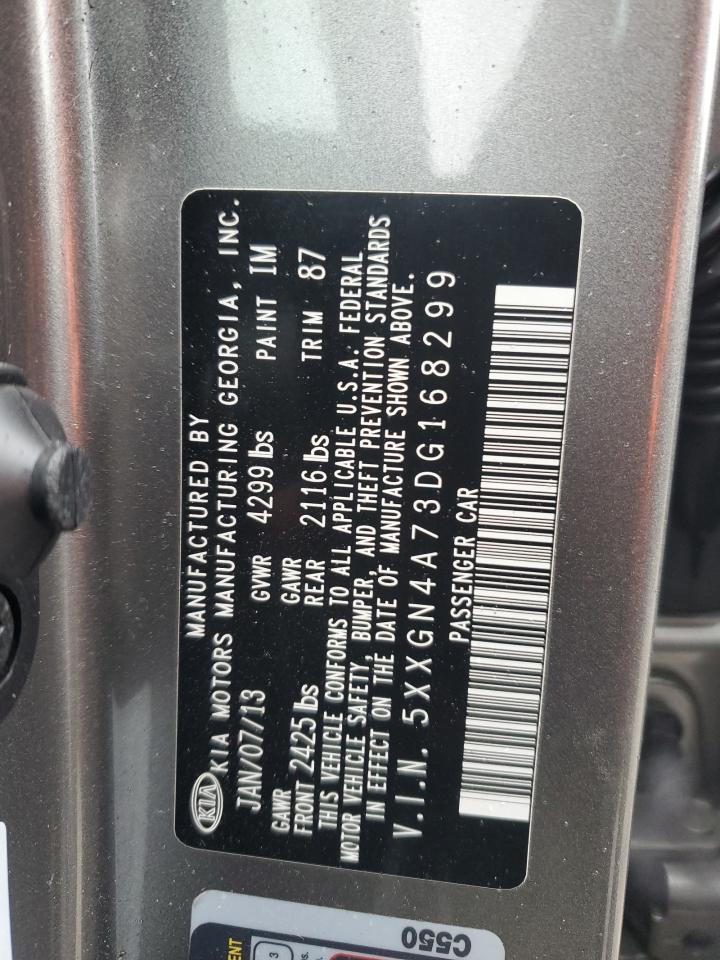 MANUFACTURED BY
KIA KIA MOTORS MANUFACTURING GEORGIA, INC.
JAN/07/13 GVWR 4299 lbs PAINT IM
GAWR GAWR
FRONT 2425 lbs REAR 2116 lbs TRIM 87
THIS VEHICLE CONFORMS TO ALL APPLICABLE U.S.A. FEDERAL
MOTOR VEHICLE SAFETY, BUMPER, AND THEFT PREVENTION STANDARDS
IN EFFECT ON THE DATE OF MANUFACTURE SHOWN ABOVE.
V.I.N. 5XXGN4A73DG168299
PASSENGER CAR
C550
3